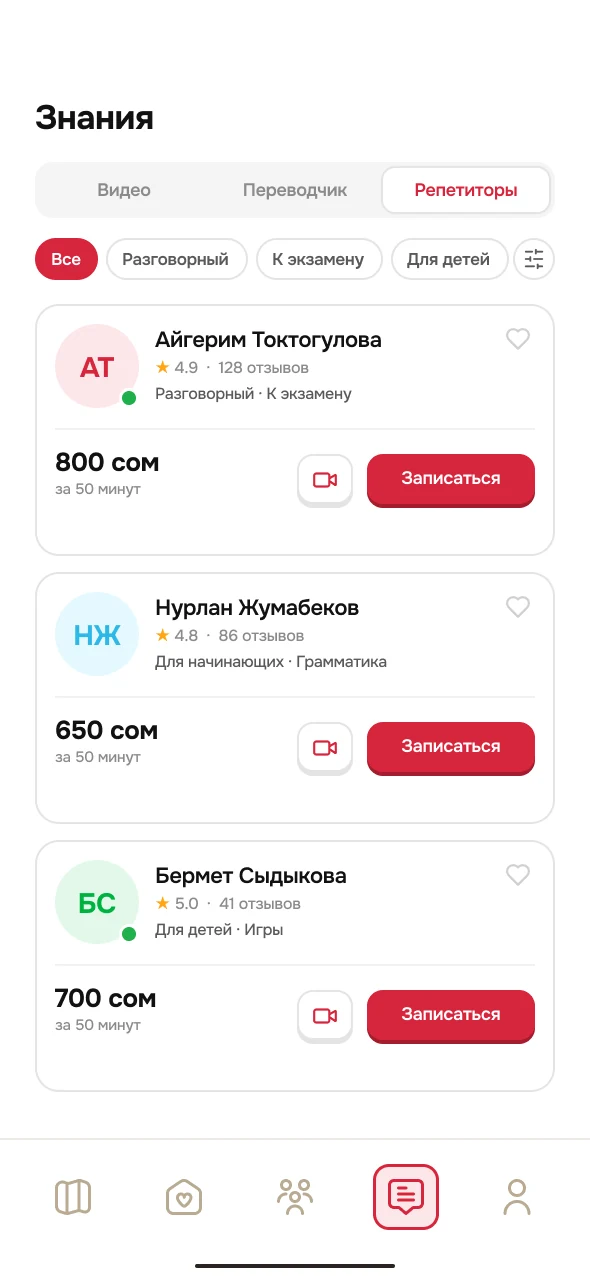 Знания
Видео
Переводчик
Репетиторы
Все
Разговорный
К экзамену
Для детей
АТ
Айгерим Токтогулова
★ 4.9 · 128 отзывов
Разговорный · К экзамену
800 сом
за 50 минут
Записаться
НЖ
Нурлан Жумабеков
★ 4.8 · 86 отзывов
Для начинающих · Грамматика
650 сом
за 50 минут
Записаться
БС
Бермет Сыдыкова
★ 5.0 · 41 отзывов
Для детей · Игры
700 сом
за 50 минут
Записаться